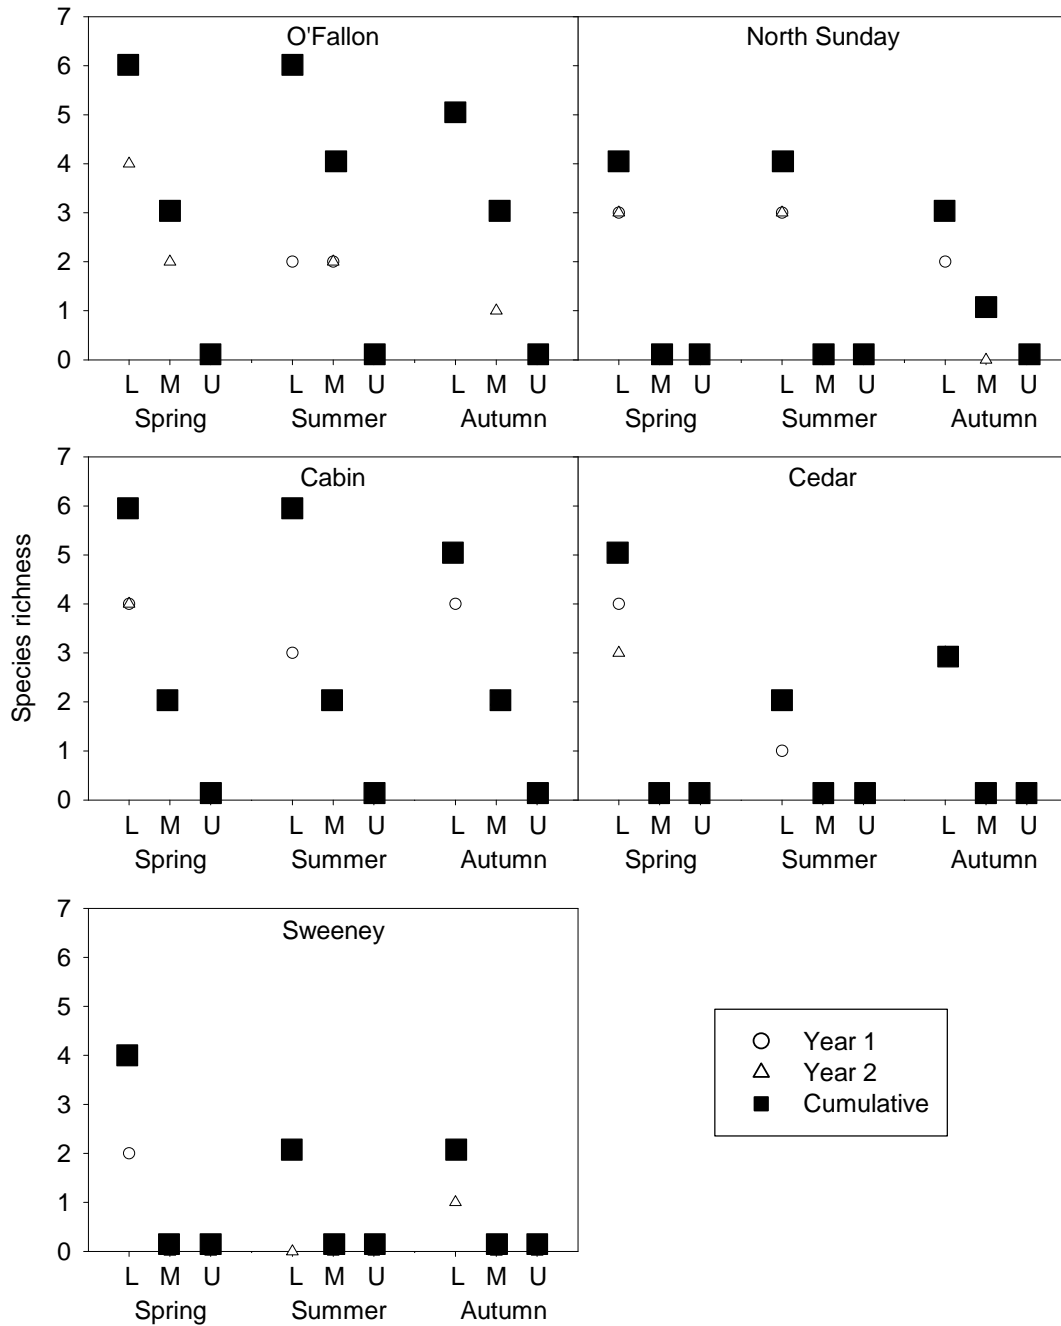 O'Fallon
North Sunday
7
6
5
4
3
2
1
0
L M U L M U L M U
Spring Summer Autumn
L M U L M U L M U
Spring Summer Autumn
Species richness
Cabin
Cedar
7
6
5
4
3
2
1
0
L M U L M U L M U
Spring Summer Autumn
L M U L M U L M U
Spring Summer Autumn
Sweeney
7
6
5
4
3
2
1
0
L M U L M U L M U
Spring Summer Autumn
Year 1
Year 2
Cumulative